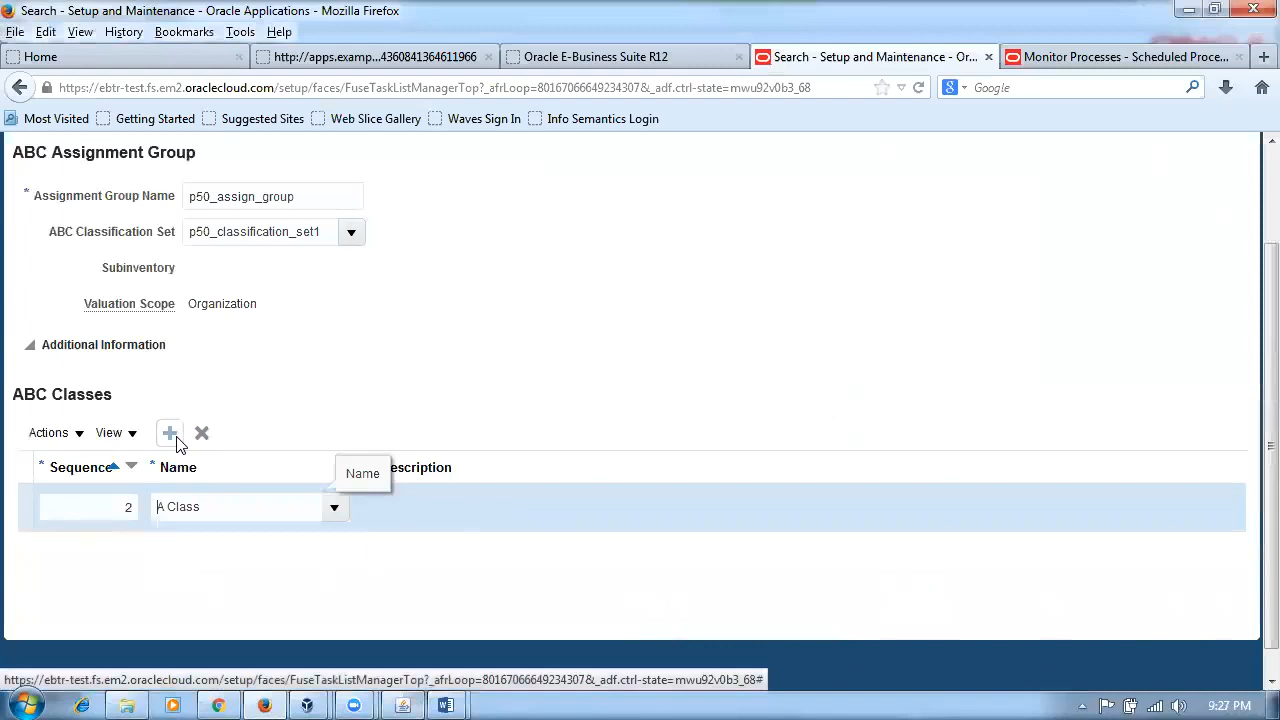 Search - Setup and Maintenance - Oracle Applications - Mozilla Firefox
File Edit View History Bookmarks Tools Help
Home http://apps.examp...4360841364611966 Oracle E-Business Suite R12 Search - Setup and Maintenance - Or... Monitor Processes - Scheduled Proce...
https://ebtr-test.fs.em2.oraclecloud.com/setup/faces/FuseTaskListManagerTop?_afrLoop=80167066649234307&_adf.ctrl-state=mwu92v0b3_68 Google
Most Visited Getting Started Suggested Sites Web Slice Gallery Waves Sign In Info Semantics Login
ABC Assignment Group
* Assignment Group Name p50_assign_group
ABC Classification Set p50_classification_set1
Subinventory
Valuation Scope Organization
Additional Information
ABC Classes
Actions View
* Sequence * Name escription
Name
2 A Class
https://ebtr-test.fs.em2.oraclecloud.com/setup/faces/FuseTaskListManagerTop?_afrLoop=80167066649234307&_adf.ctrl-state=mwu92v0b3_68#
9:27 PM